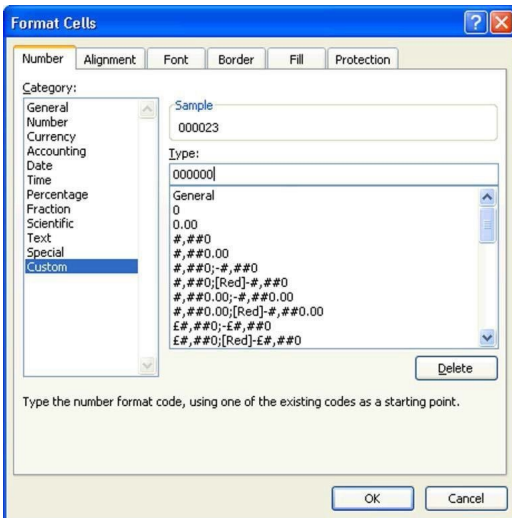 Format Cells
Number Alignment Font Border Fill Protection
Category:
General
Number
Currency
Accounting
Date
Time
Percentage
Fraction
Scientific
Text
Special
Custom
Sample
000023
Type:
000000
General
0
0.00
#,##0
#,##0.00
#,##0;-#,##0
#,##0;[Red]-#,##0
#,##0.00;-#,##0.00
#,##0.00;[Red]-#,##0.00
£#,##0;-£#,##0
£#,##0;[Red]-£#,##0
Delete
Type the number format code, using one of the existing codes as a starting point.
OK Cancel